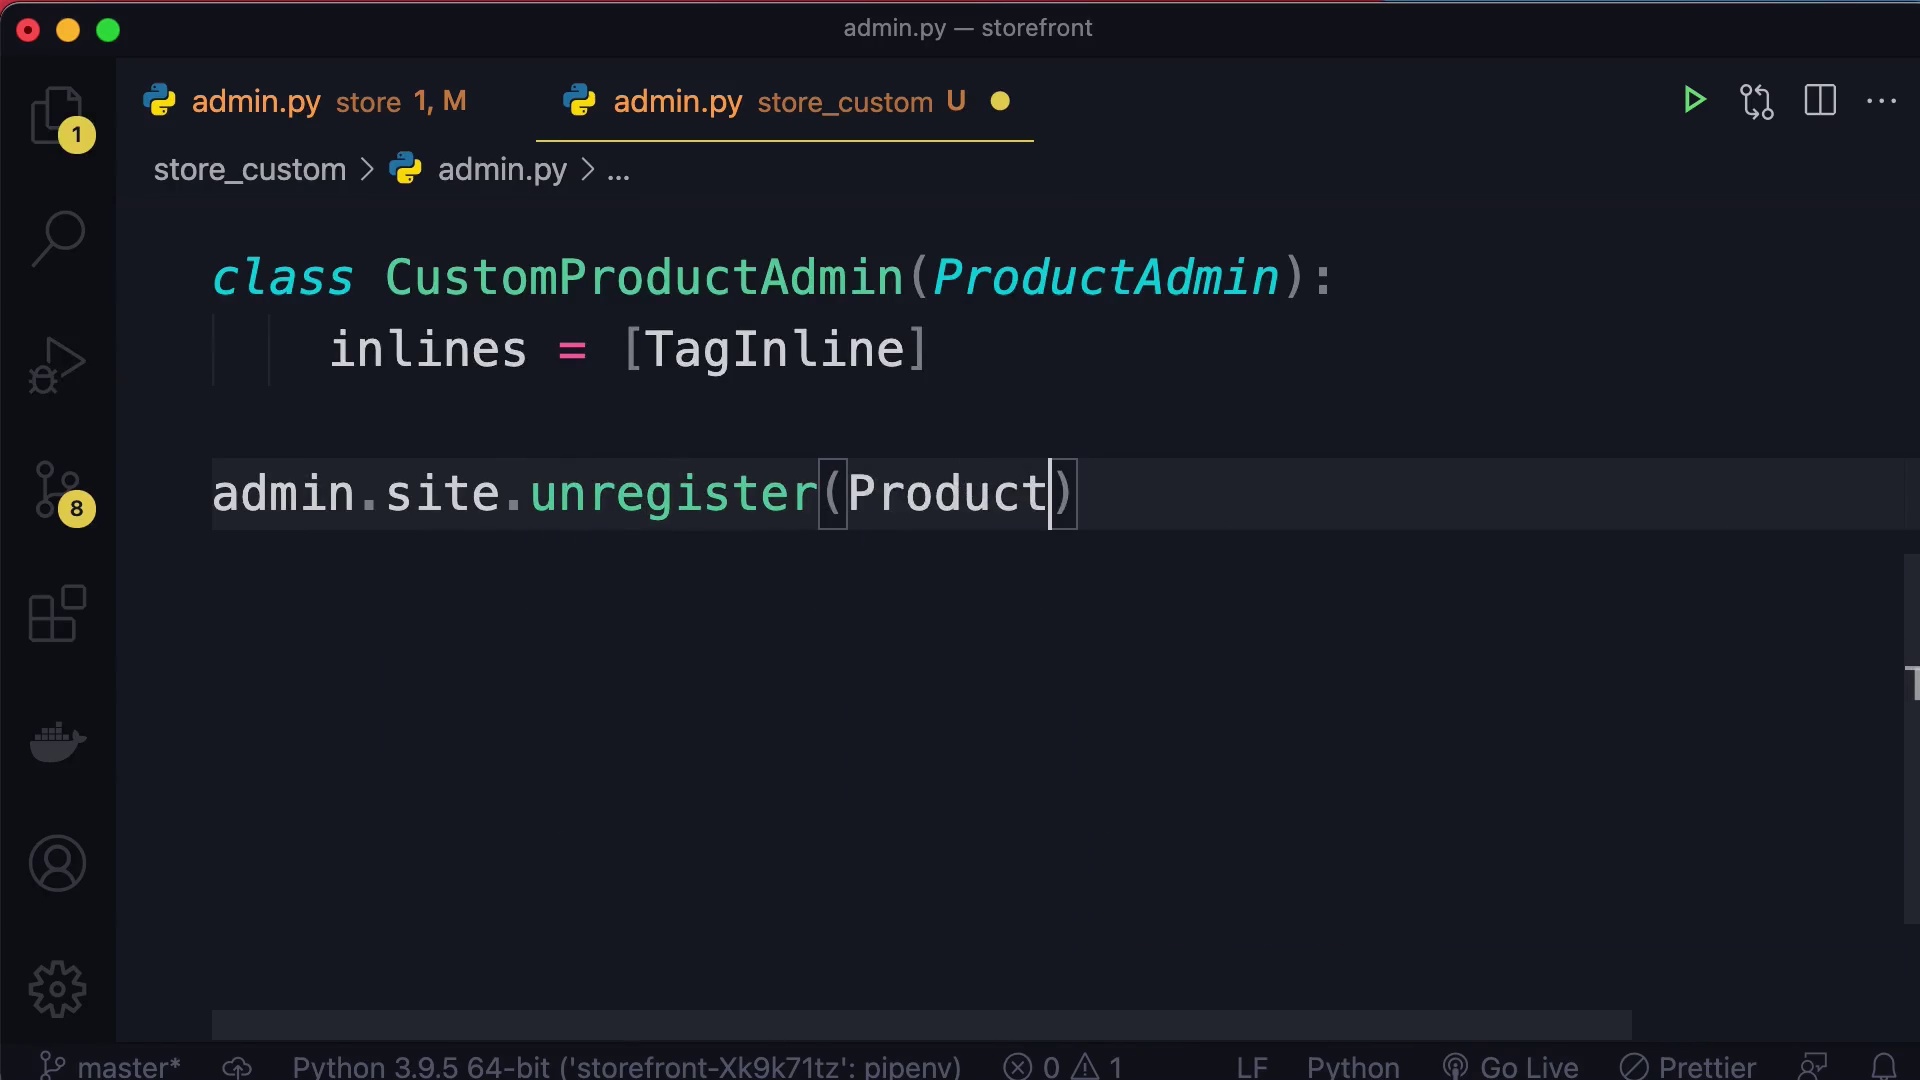 admin.py — storefront
admin.py store 1, M
admin.py store_custom U
store_custom > admin.py > ...
class CustomProductAdmin(ProductAdmin):
inlines = [TagInline]
admin.site.unregister(Product)
1
8
master* Python 3.9.5 64-bit ('storefront-Xk9k71tz': pipenv) 0 1 LF Python Go Live Prettier